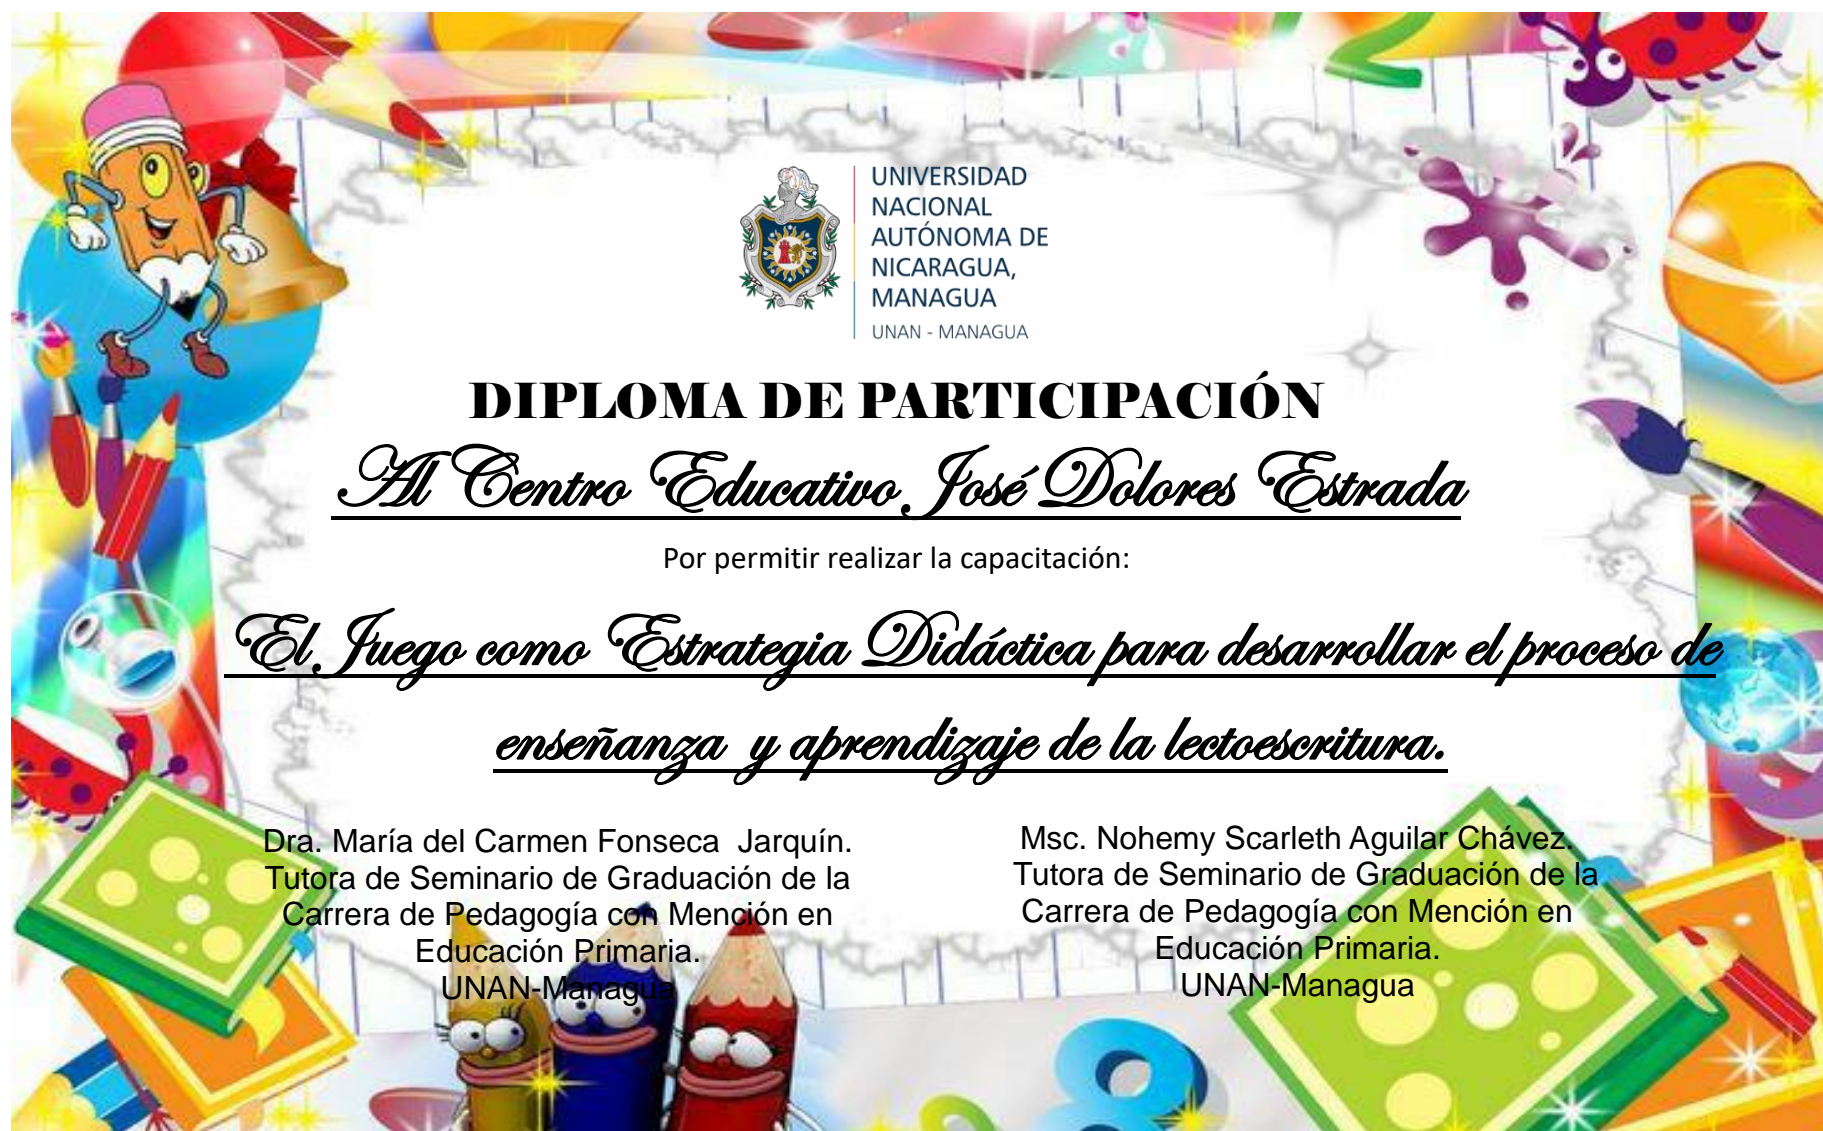 UNIVERSIDAD
NACIONAL
AUTÓNOMA DE
NICARAGUA,
MANAGUA
UNAN - MANAGUA
DIPLOMA DE PARTICIPACIÓN
Al Centro Educativo José Dolores Estrada
Por permitir realizar la capacitación:
El Juego como Estrategia Didáctica para desarrollar el proceso de
enseñanza y aprendizaje de la lectoescritura.
Dra. María del Carmen Fonseca Jarquín.
Tutora de Seminario de Graduación de la
Carrera de Pedagogía con Mención en
Educación Primaria.
UNAN-Managua
Msc. Nohemy Scarleth Aguilar Chávez.
Tutora de Seminario de Graduación de la
Carrera de Pedagogía con Mención en
Educación Primaria.
UNAN-Managua
8